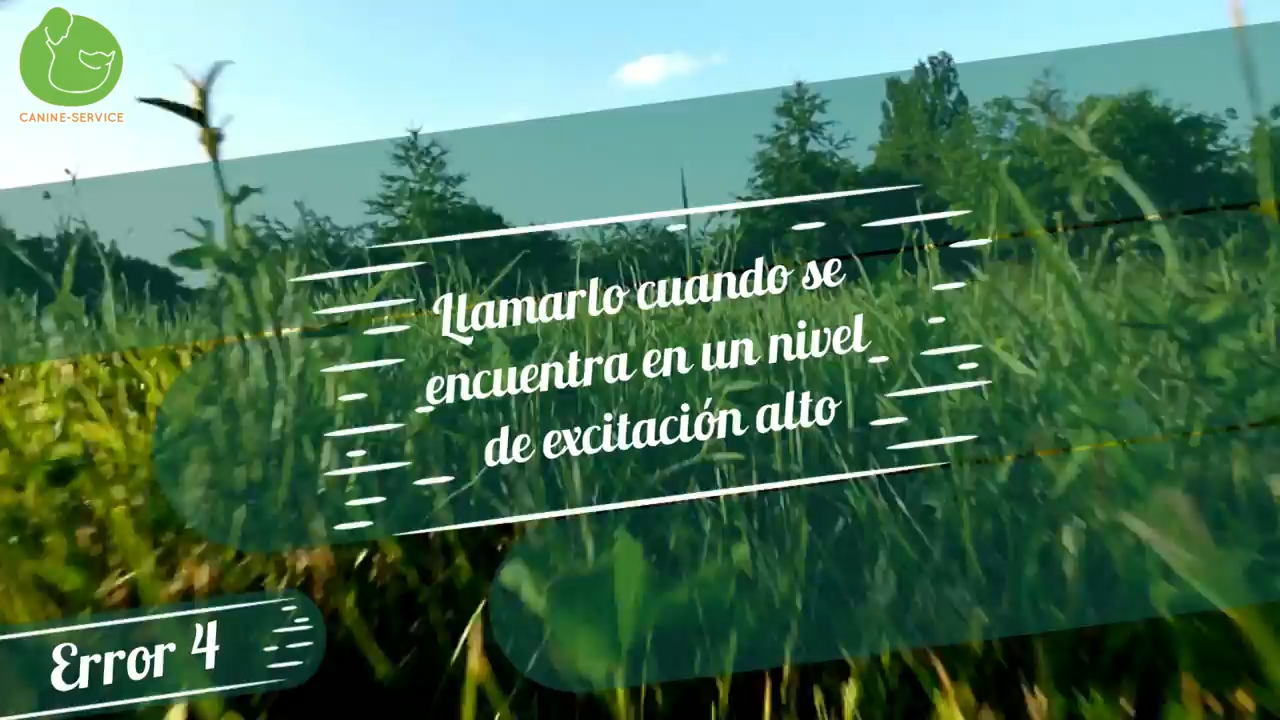 CANINE-SERVICE
Llamarlo cuando se
encuentra en un nivel
de excitación alto
Error 4